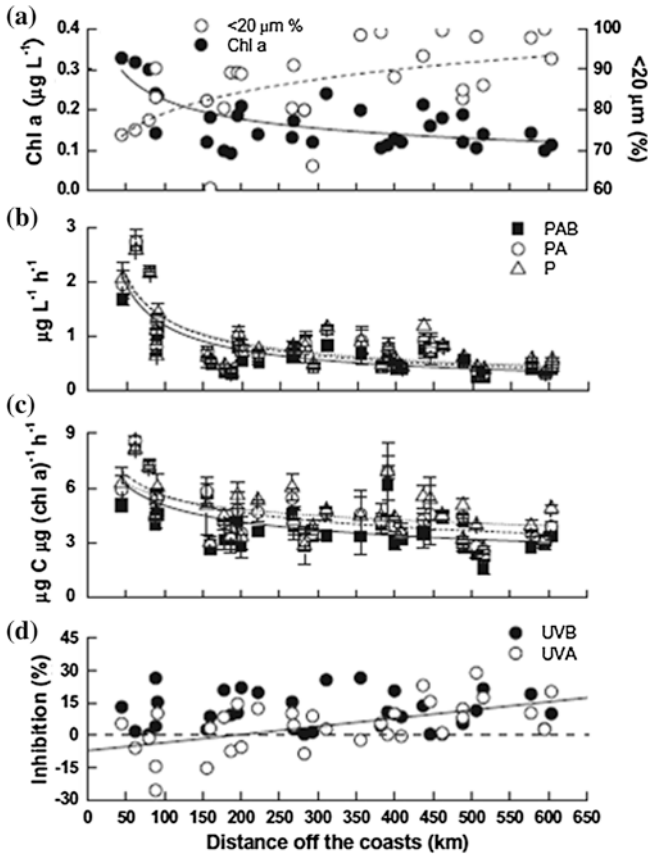 (a)
<20 μm %
Chl a
Chl a (μg L⁻¹)
0.4
0.3
0.2
0.1
0.0
100
90
80
70
60
<20 μm (%)
(b)
PAB
PA
P
μg L⁻¹ h⁻¹
3
2
1
0
(c)
μg C μg (chl a)⁻¹ h⁻¹
9
6
3
0
(d)
UVB
UVA
Inhibition (%)
45
30
15
0
-15
-30
0 50 100 150 200 250 300 350 400 450 500 550 600 650
Distance off the coasts (km)